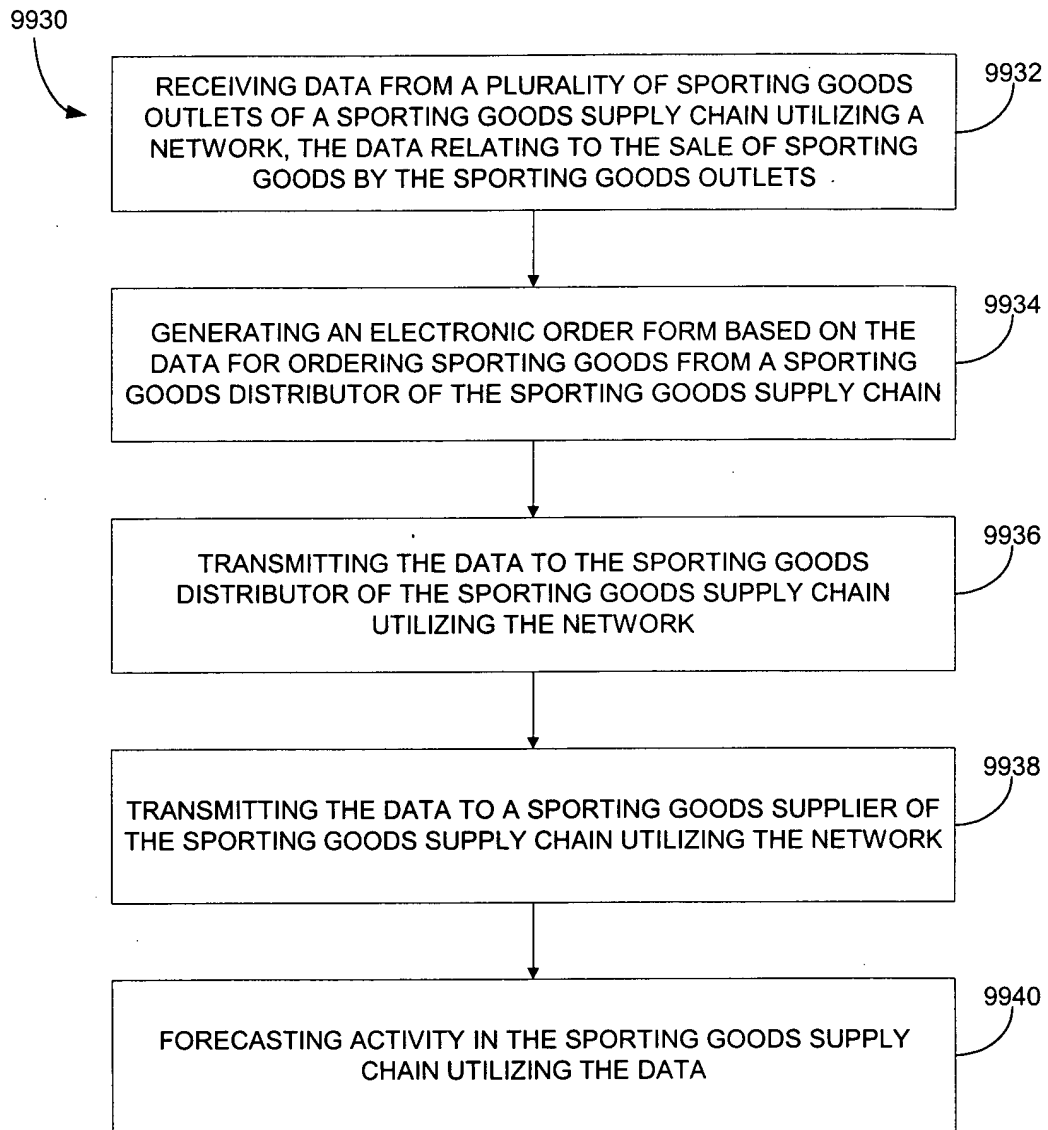 9930
RECEIVING DATA FROM A PLURALITY OF SPORTING GOODS
OUTLETS OF A SPORTING GOODS SUPPLY CHAIN UTILIZING A
NETWORK, THE DATA RELATING TO THE SALE OF SPORTING
GOODS BY THE SPORTING GOODS OUTLETS
9932
GENERATING AN ELECTRONIC ORDER FORM BASED ON THE
DATA FOR ORDERING SPORTING GOODS FROM A SPORTING
GOODS DISTRIBUTOR OF THE SPORTING GOODS SUPPLY CHAIN
9934
TRANSMITTING THE DATA TO THE SPORTING GOODS
DISTRIBUTOR OF THE SPORTING GOODS SUPPLY CHAIN
UTILIZING THE NETWORK
9936
TRANSMITTING THE DATA TO A SPORTING GOODS SUPPLIER OF
THE SPORTING GOODS SUPPLY CHAIN UTILIZING THE NETWORK
9938
FORECASTING ACTIVITY IN THE SPORTING GOODS SUPPLY
CHAIN UTILIZING THE DATA
9940